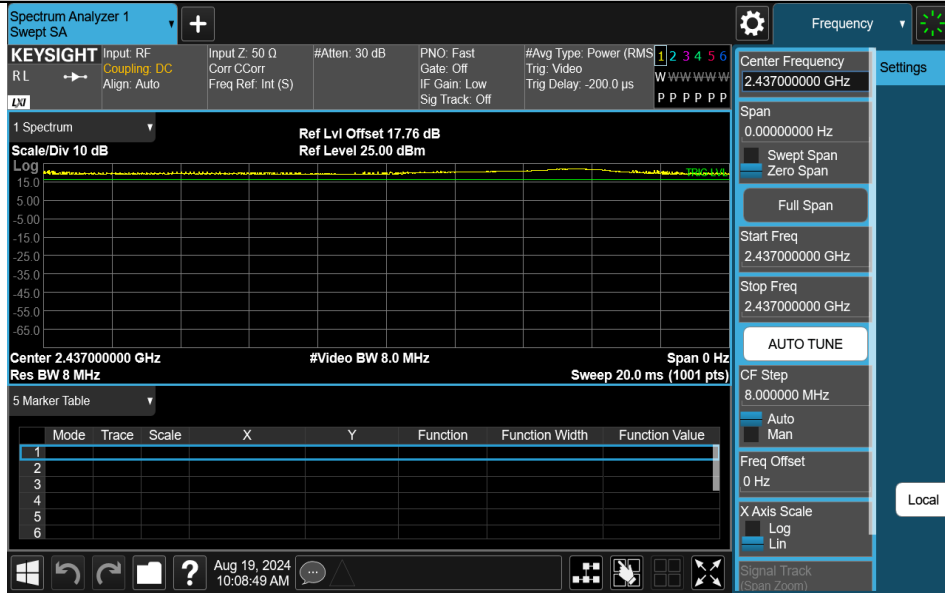 Spectrum Analyzer 1
Swept SA
+
Frequency
KEYSIGHT
RL
LXI
Input: RF
Coupling: DC
Align: Auto
Input Z: 50 Ω
Corr CCorr
Freq Ref: Int (S)
#Atten: 30 dB
PNO: Fast
Gate: Off
IF Gain: Low
Sig Track: Off
#Avg Type: Power (RMS
Trig: Video
Trig Delay: -200.0 µs
1 2 3 4 5 6
W W W W W W
P P P P P P
1 Spectrum
Scale/Div 10 dB
Ref Lvl Offset 17.76 dB
Ref Level 25.00 dBm
Log
TRIG LVL
15.0
5.00
-5.00
-15.0
-25.0
-35.0
-45.0
-55.0
-65.0
Center 2.437000000 GHz
#Video BW 8.0 MHz
Span 0 Hz
Res BW 8 MHz
Sweep 20.0 ms (1001 pts)
5 Marker Table
Mode Trace Scale X Y Function Function Width Function Value
1
2
3
4
5
6
?
Aug 19, 2024
10:08:49 AM
Center Frequency
2.437000000 GHz
Span
0.00000000 Hz
Swept Span
Zero Span
Full Span
Start Freq
2.437000000 GHz
Stop Freq
2.437000000 GHz
AUTO TUNE
CF Step
8.000000 MHz
Auto
Man
Freq Offset
0 Hz
X Axis Scale
Log
Lin
Signal Track
(Span Zoom)
Settings
Local